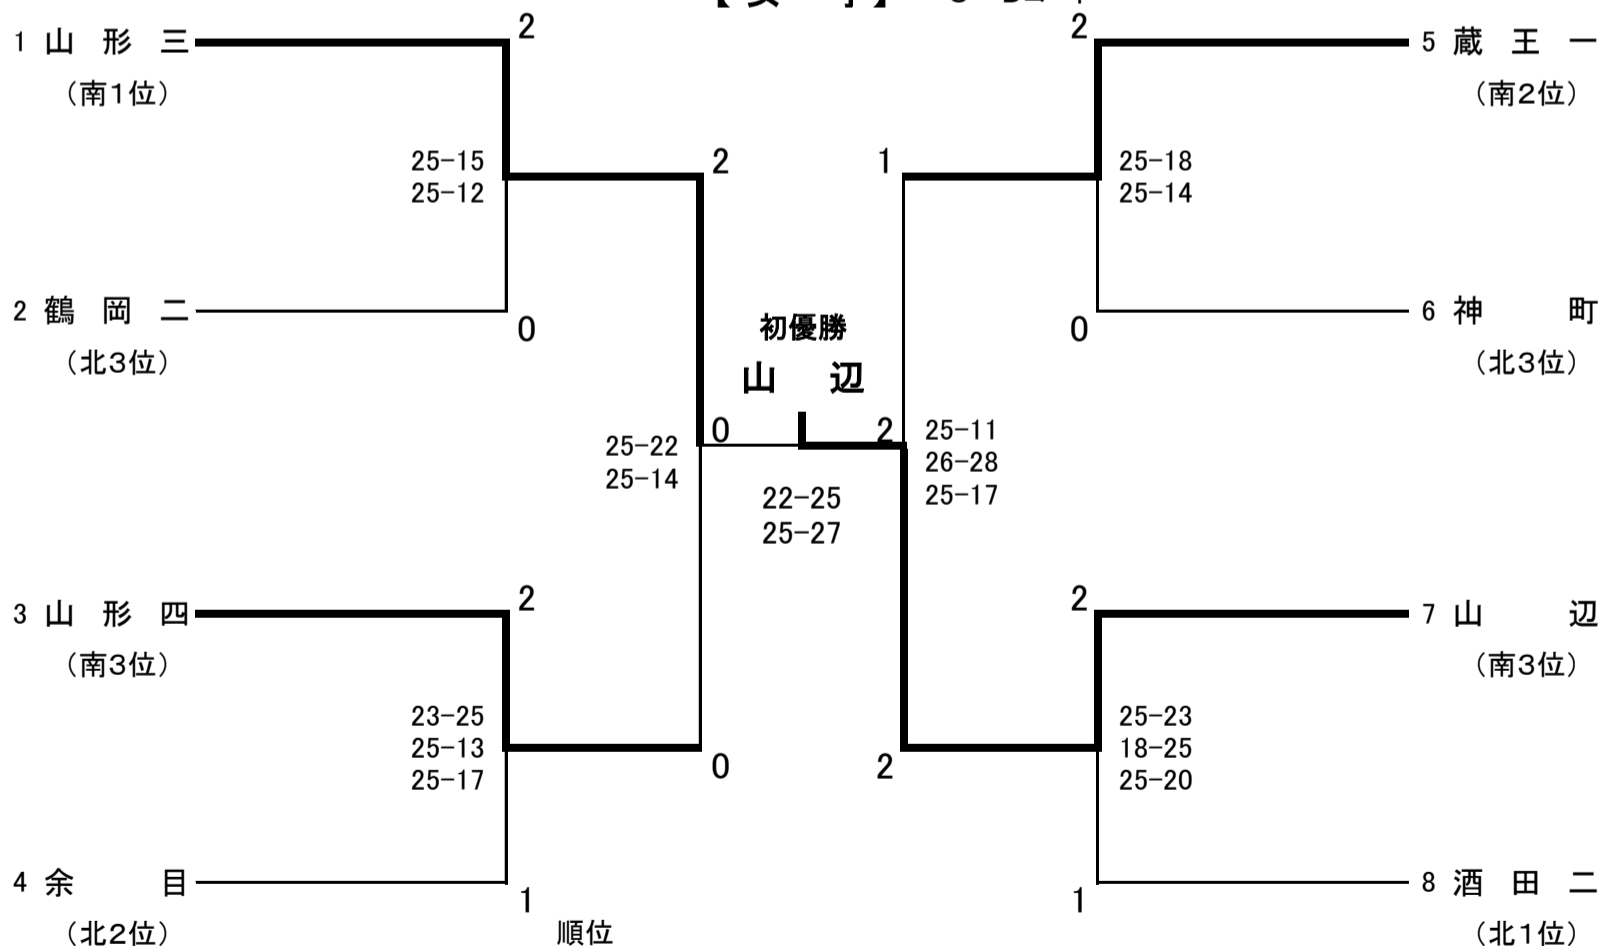 2
2
1 山 形 三
5 蔵 王 一
（南1位）
（南2位）
25-15
25-12
2
1
25-18
25-14
2 鶴 岡 二
0
初優勝
0
6 神 町
（北3位）
山 辺
（北3位）
25-22
25-14
0
2
25-11
26-28
25-17
22-25
25-27
3 山 形 四
2
2
7 山 辺
（南3位）
（南3位）
23-25
25-13
25-17
0
2
25-23
18-25
25-20
4 余 目
1
1
8 酒 田 二
（北2位）
順位
（北1位）